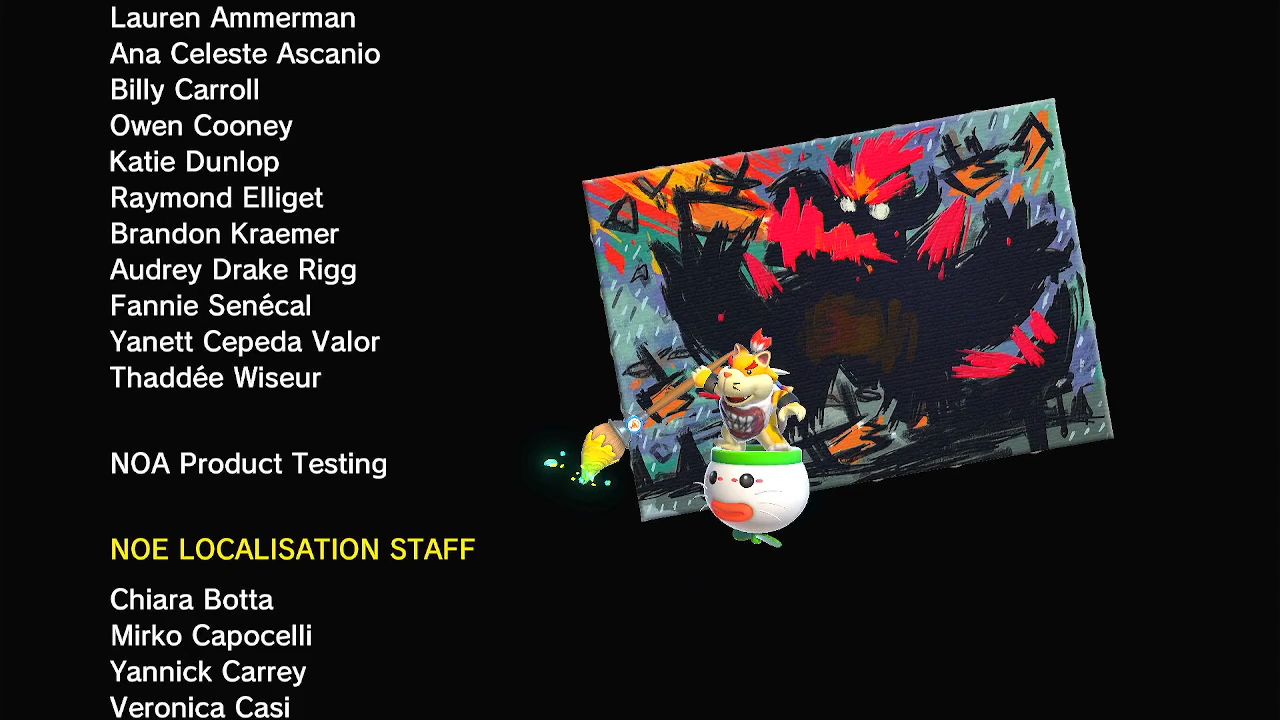 Lauren Ammerman
Ana Celeste Ascanio
Billy Carroll
Owen Cooney
Katie Dunlop
Raymond Elliget
Brandon Kraemer
Audrey Drake Rigg
Fannie Senécal
Yanett Cepeda Valor
Thaddée Wiseur
NOA Product Testing
NOE LOCALISATION STAFF
Chiara Botta
Mirko Capocelli
Yannick Carrey
Veronica Casi